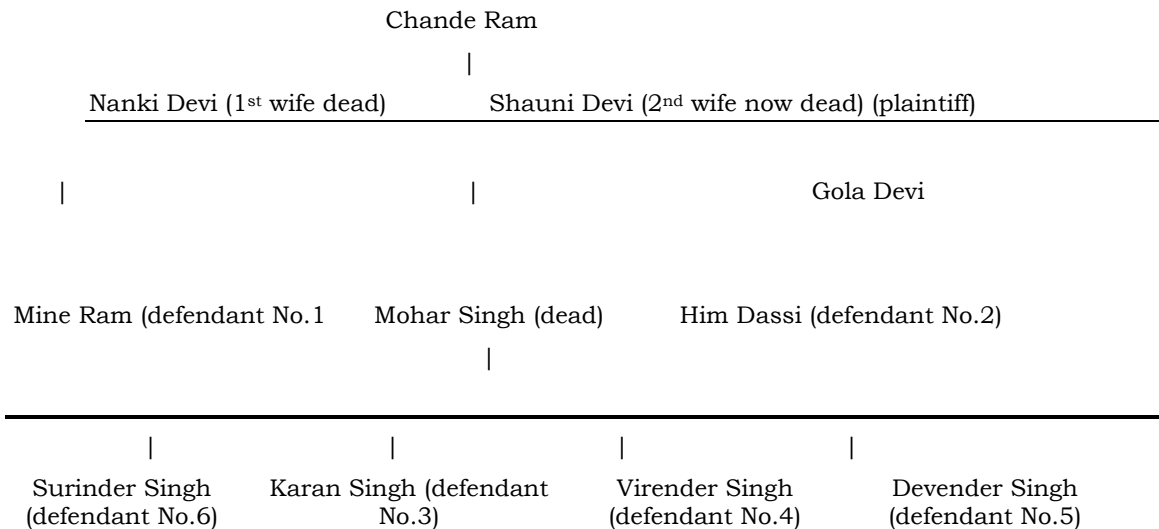 Chande Ram
|
Nanki Devi (1st wife dead) Shauni Devi (2nd wife now dead) (plaintiff)
| | Gola Devi
Mine Ram (defendant No.1 Mohar Singh (dead) Him Dassi (defendant No.2)
|
| | | |
Surinder Singh Karan Singh (defendant Virender Singh Devender Singh
(defendant No.6) No.3) (defendant No.4) (defendant No.5)